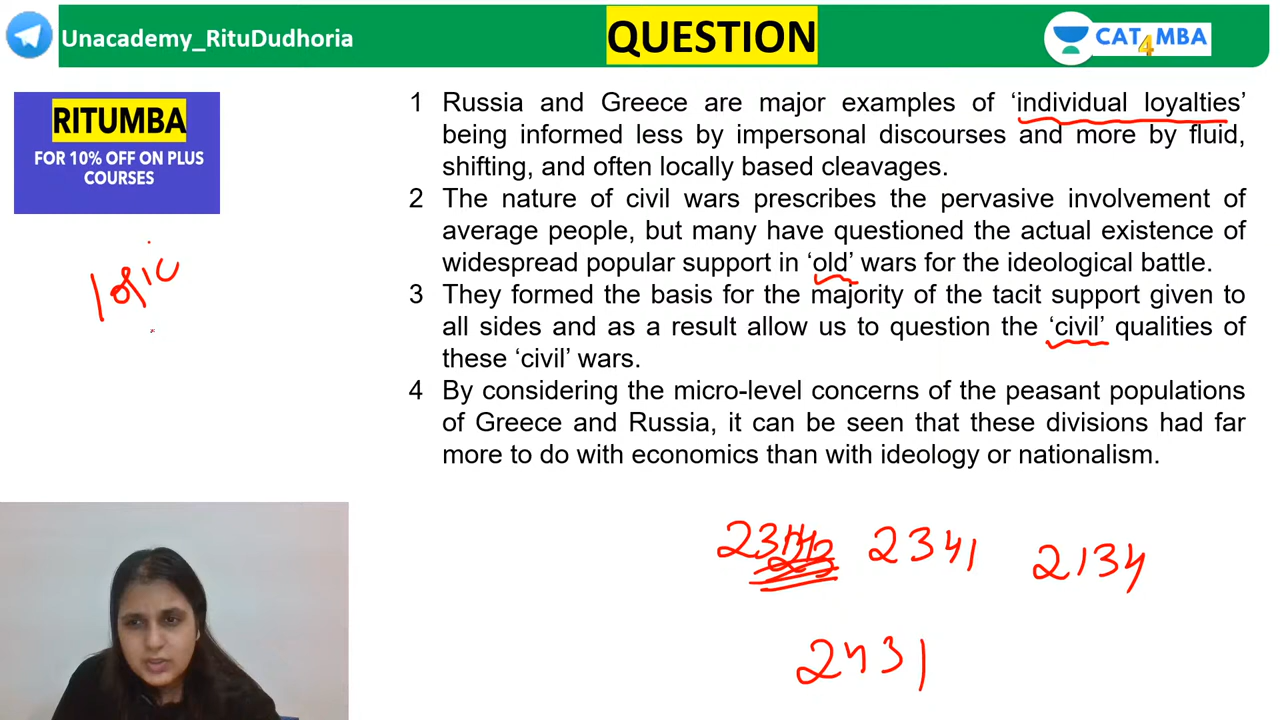 Unacademy_RituDudhoria
QUESTION
CAT4MBA
RITUMBA
FOR 10% OFF ON PLUS
COURSES
logic
1 Russia and Greece are major examples of ‘individual loyalties’
being informed less by impersonal discourses and more by fluid,
shifting, and often locally based cleavages.
2 The nature of civil wars prescribes the pervasive involvement of
average people, but many have questioned the actual existence of
widespread popular support in ‘old’ wars for the ideological battle.
3 They formed the basis for the majority of the tacit support given to
all sides and as a result allow us to question the ‘civil’ qualities of
these ‘civil’ wars.
4 By considering the micro-level concerns of the peasant populations
of Greece and Russia, it can be seen that these divisions had far
more to do with economics than with ideology or nationalism.
2341 2134
2431